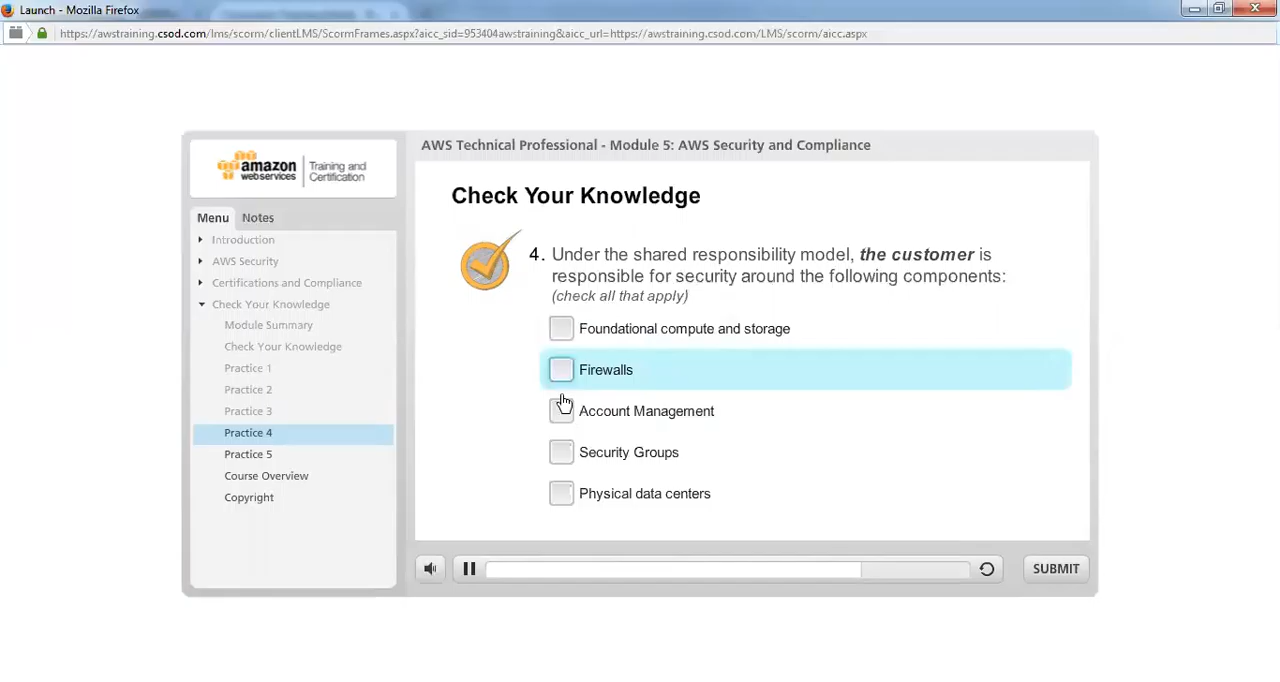 Launch - Mozilla Firefox
https://awstraining.csod.com/lms/scorm/clientLMS/ScormFrames.aspx?aicc_sid=953404awstraining&aicc_url=https://awstraining.csod.com/LMS/scorm/aicc.aspx
amazon webservices
Training and Certification
AWS Technical Professional - Module 5: AWS Security and Compliance
Menu
Notes
Introduction
AWS Security
Certifications and Compliance
Check Your Knowledge
Module Summary
Check Your Knowledge
Practice 1
Practice 2
Practice 3
Practice 4
Practice 5
Course Overview
Copyright
Check Your Knowledge
4. Under the shared responsibility model, the customer is
responsible for security around the following components:
(check all that apply)
Foundational compute and storage
Firewalls
Account Management
Security Groups
Physical data centers
SUBMIT